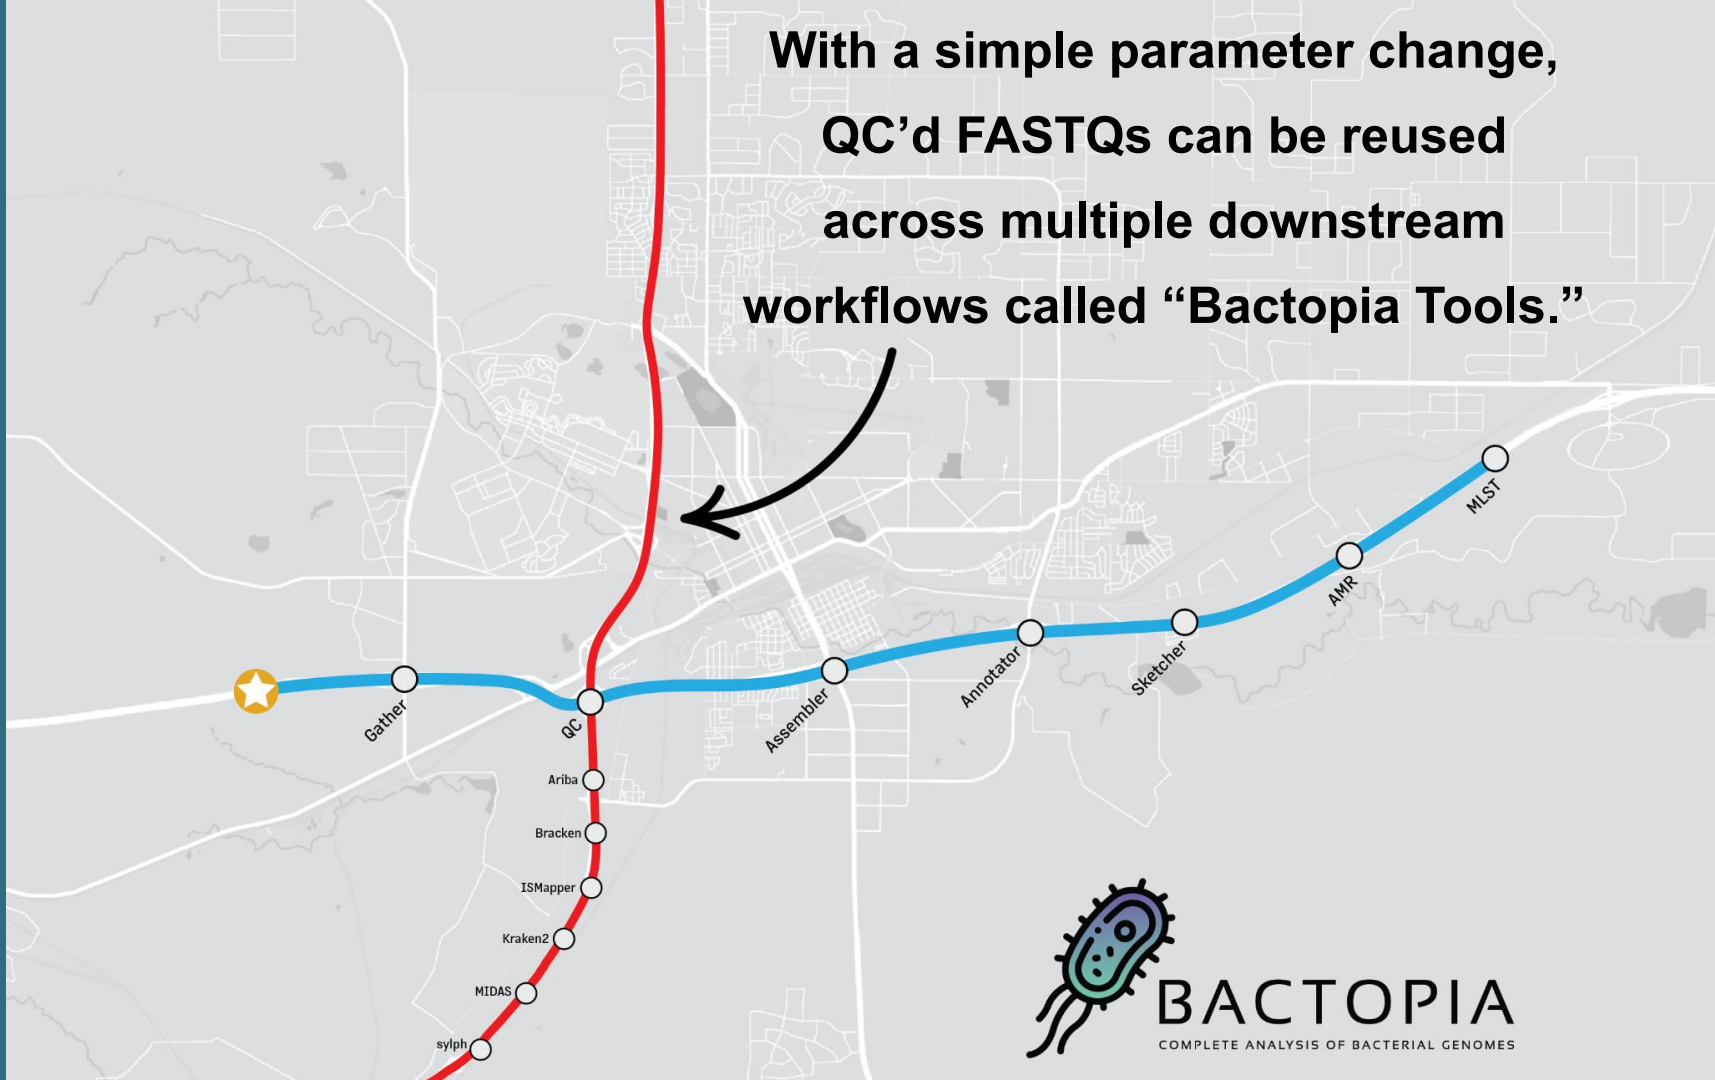 With a simple parameter change,
QC’d FASTQs can be reused
across multiple downstream
workflows called “Bactopia Tools.”
MLST
AMR
Sketcher
Annotator
Assembler
Gather
QC
Ariba
Bracken
ISMapper
Kraken2
MIDAS
sylph
BACTOPIA
COMPLETE ANALYSIS OF BACTERIAL GENOMES